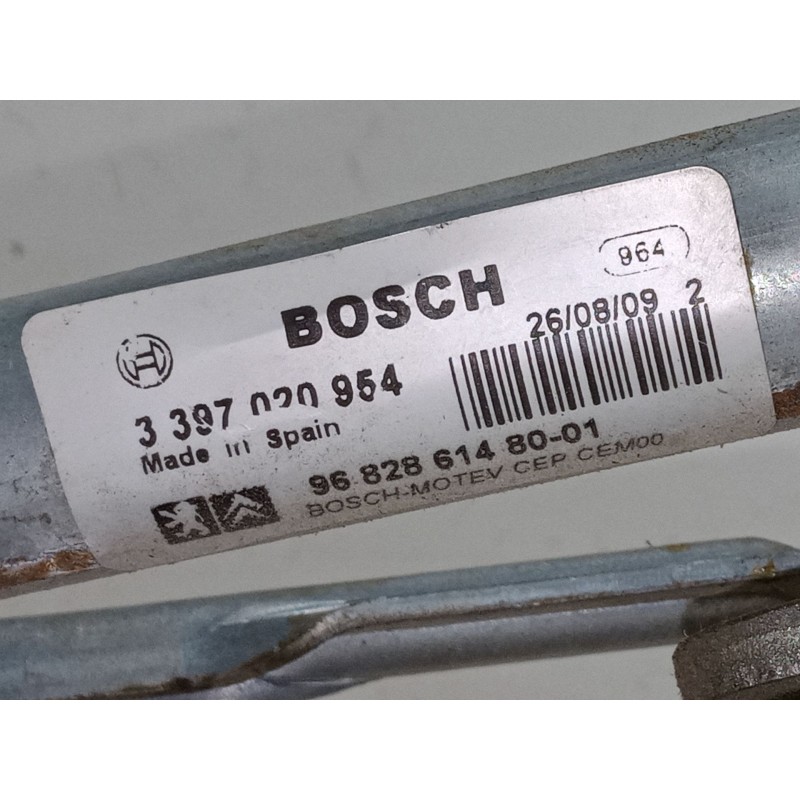 964
BOSCH
26/08/09 2
3 397 020 954
Made in Spain
96 828 614 80-01
BOSCH-MOTEV CEP CEM00